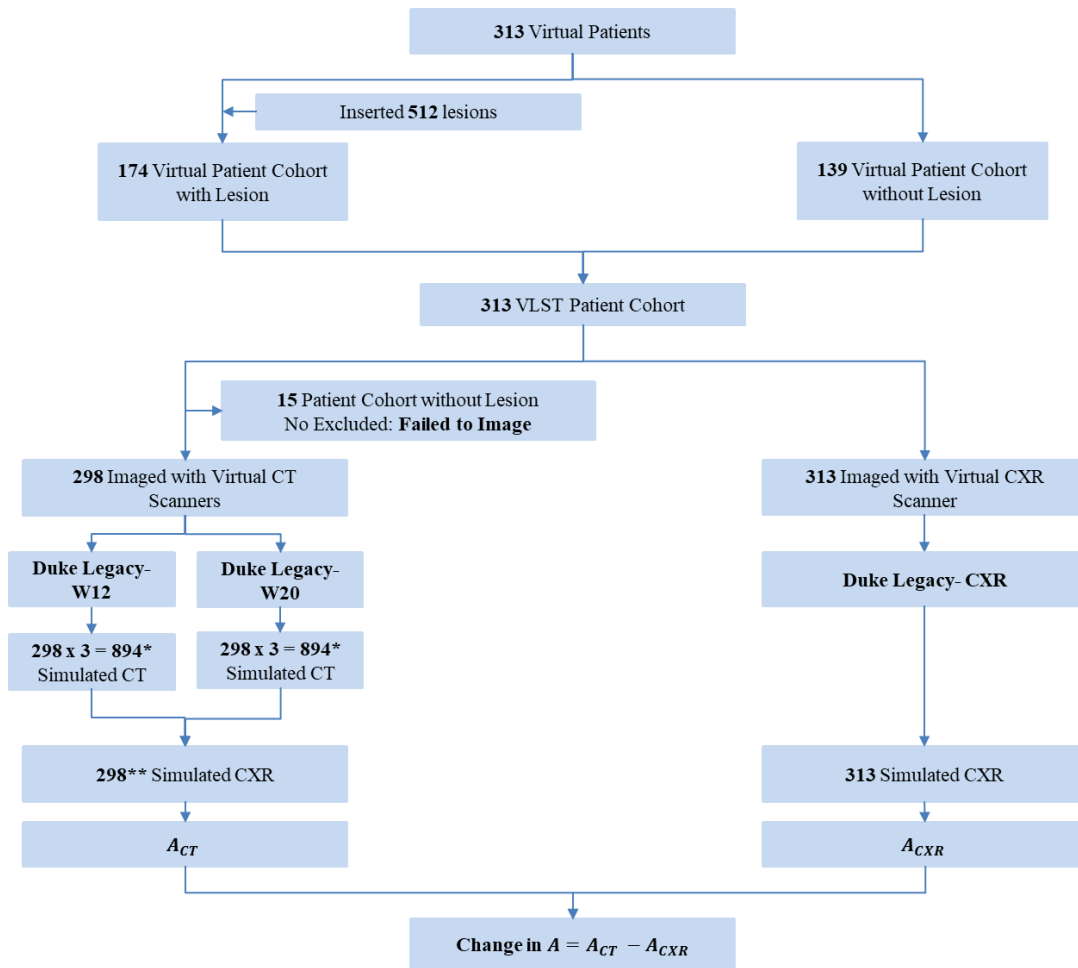 313 Virtual Patients
Inserted 512 lesions
174 Virtual Patient Cohort
with Lesion
139 Virtual Patient Cohort
without Lesion
313 VLST Patient Cohort
15 Patient Cohort without Lesion
No Excluded: Failed to Image
298 Imaged with Virtual CT
Scanners
313 Imaged with Virtual CXR
Scanner
Duke Legacy-
W12
Duke Legacy-
W20
Duke Legacy- CXR
298 x 3 = 894*
Simulated CT
298 x 3 = 894*
Simulated CT
298** Simulated CXR
313 Simulated CXR
A_CT
A_CXR
Change in A = A_CT − A_CXR